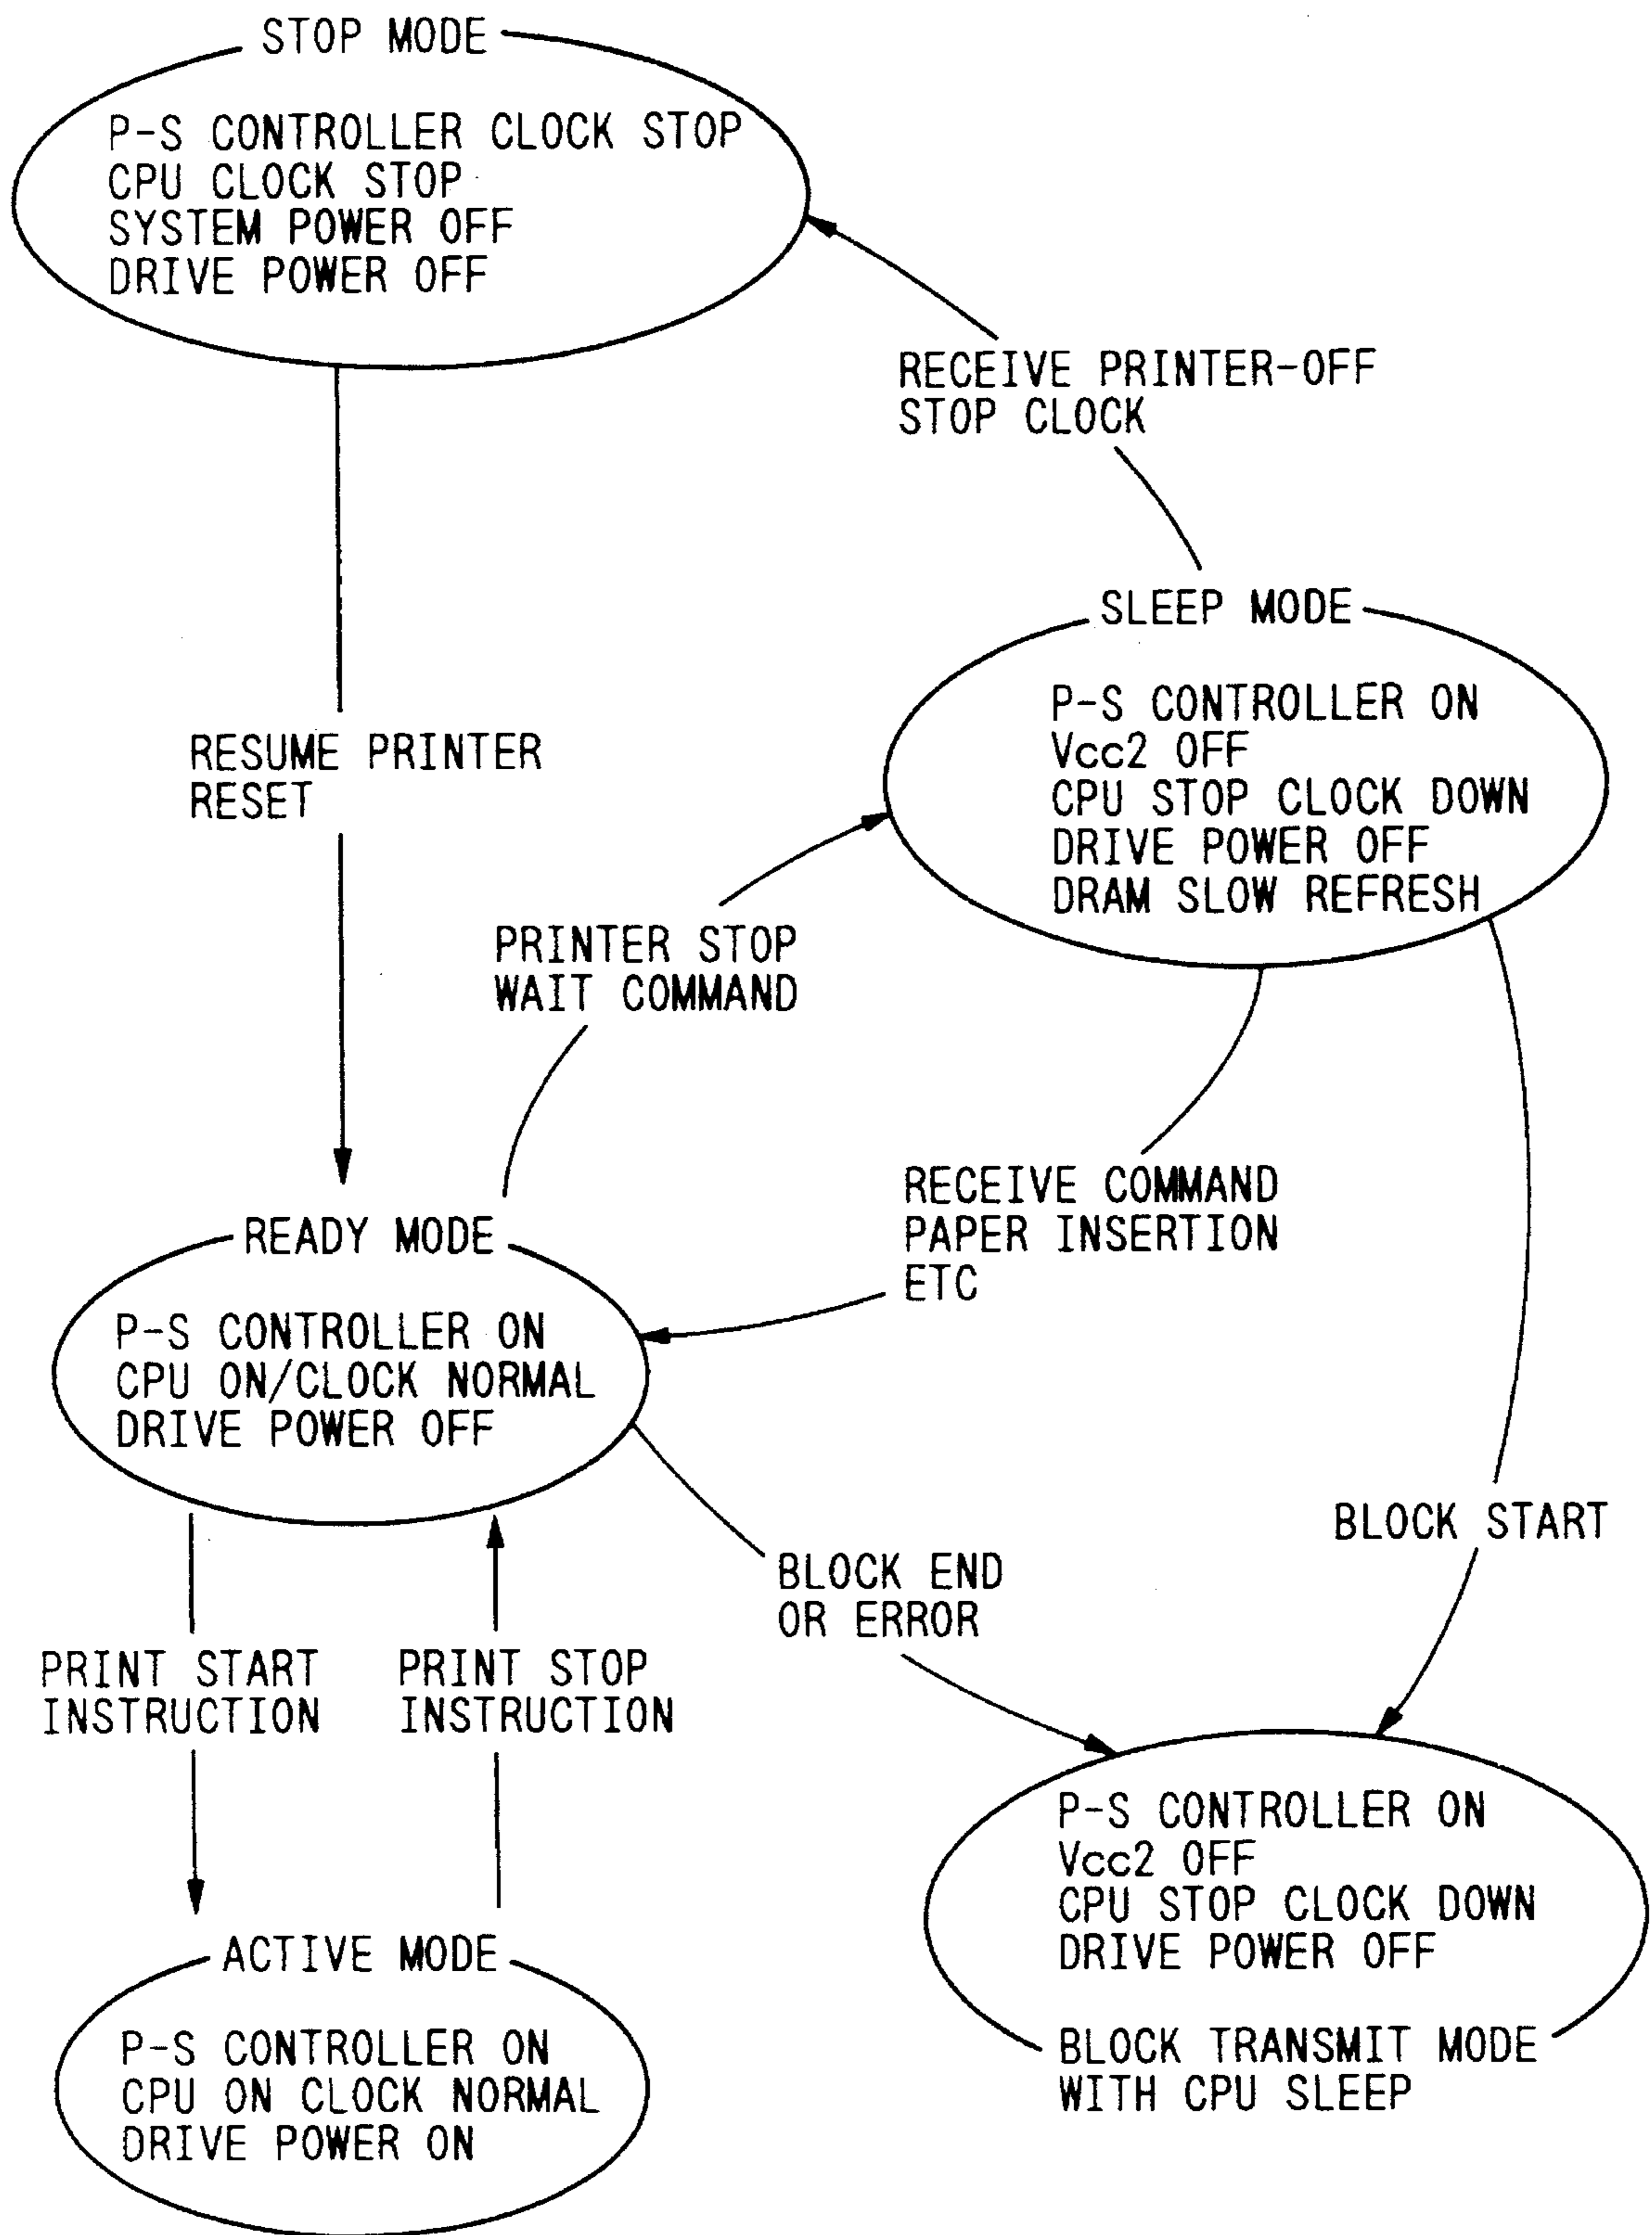 STOP MODE
P-S CONTROLLER CLOCK STOP
CPU CLOCK STOP
SYSTEM POWER OFF
DRIVE POWER OFF
RECEIVE PRINTER-OFF
STOP CLOCK
SLEEP MODE
P-S CONTROLLER ON
Vcc2 OFF
CPU STOP CLOCK DOWN
DRIVE POWER OFF
DRAM SLOW REFRESH
RESUME PRINTER
RESET
PRINTER STOP
WAIT COMMAND
RECEIVE COMMAND
PAPER INSERTION
ETC
READY MODE
P-S CONTROLLER ON
CPU ON/CLOCK NORMAL
DRIVE POWER OFF
BLOCK START
BLOCK END
OR ERROR
PRINT START
INSTRUCTION
PRINT STOP
INSTRUCTION
P-S CONTROLLER ON
Vcc2 OFF
CPU STOP CLOCK DOWN
DRIVE POWER OFF
BLOCK TRANSMIT MODE
WITH CPU SLEEP
ACTIVE MODE
P-S CONTROLLER ON
CPU ON CLOCK NORMAL
DRIVE POWER ON